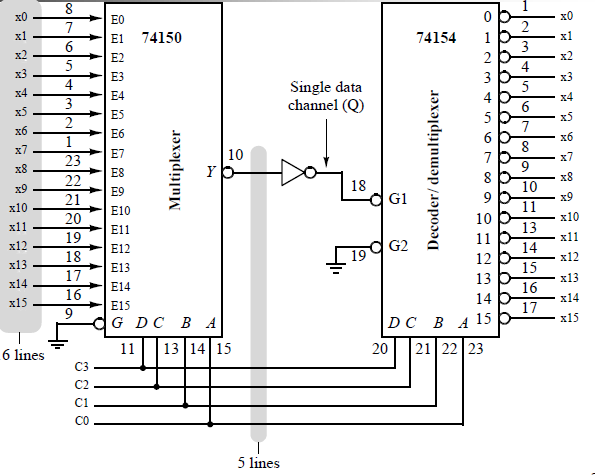 x0 8 E0
x1 7 E1
x2 6 E2
x3 5 E3
x4 4 E4
x5 3 E5
x6 2 E6
x7 1 E7
x8 23 E8
x9 22 E9
x10 21 E10
x11 20 E11
x12 19 E12
x13 18 E13
x14 17 E14
x15 16 E15
9 G D C B A
11 13 14 15
74150
Multiplexer
Y 10
Single data
channel (Q)
74154
Decoder/demultiplexer
18 G1
19 G2
0 1 x0
1 2 x1
2 3 x2
3 4 x3
4 5 x4
5 6 x5
6 7 x6
7 8 x7
8 9 x8
9 10 x9
10 11 x10
11 13 x11
12 14 x12
13 15 x13
14 16 x14
15 17 x15
D C B A
20 21 22 23
6 lines
C3
C2
C1
C0
5 lines